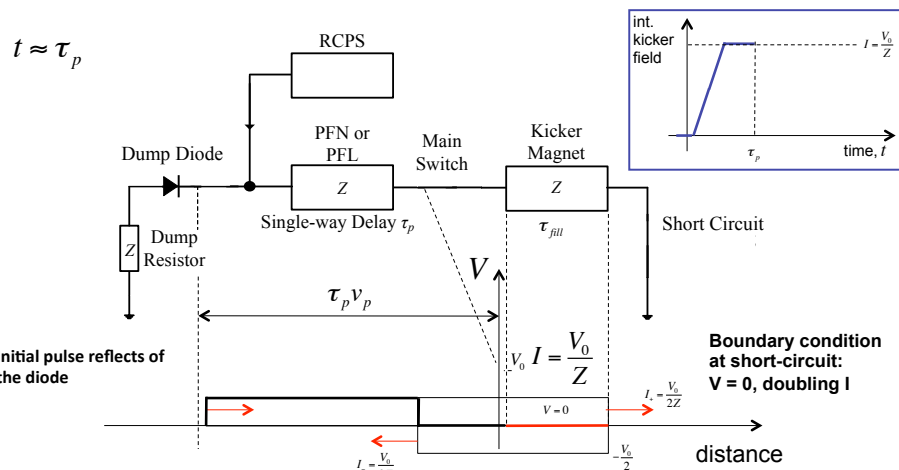 t ≈ τ_p
RCPS
int.
kicker
field
I = V_0/Z
τ_p
time, t
PFN or
PFL
Main
Switch
Kicker
Magnet
Dump Diode
Z
Z
Single-way Delay τ_p
τ_fill
Short Circuit
Z
Dump
Resistor
V
τ_p v_p
nitial pulse reflects of
the diode
V_0
I = V_0/Z
Boundary condition
at short-circuit:
V = 0, doubling I
I_+ = V_0/2Z
V = 0
-V_0/2
distance